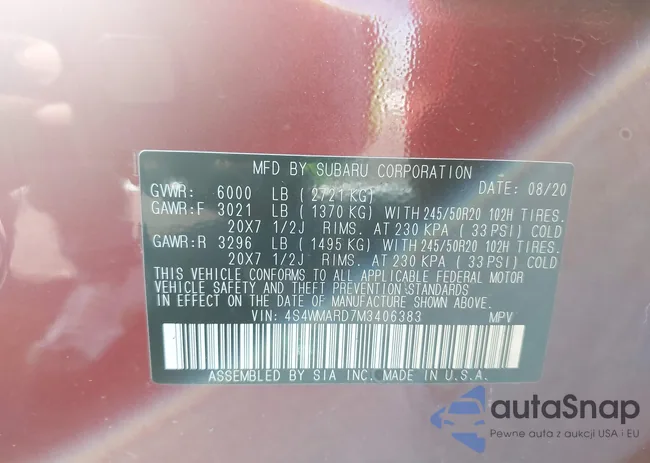 MFD BY SUBARU CORPORATION
GVWR: 6000 LB (2721 KG) DATE: 08/20
GAWR:F 3021 LB (1370 KG) WITH 245/50R20 102H TIRES.
20X7 1/2J RIMS. AT 230 KPA (33 PSI) COLD
GAWR:R 3296 LB (1495 KG) WITH 245/50R20 102H TIRES.
20X7 1/2J RIMS. AT 230 KPA (33 PSI) COLD
THIS VEHICLE CONFORMS TO ALL APPLICABLE FEDERAL MOTOR
VEHICLE SAFETY AND THEFT PREVENTION STANDARDS
IN EFFECT ON THE DATE OF MANUFACTURE SHOWN ABOVE.
VIN: 4S4WMARD7M3406383 MPV
ASSEMBLED BY SIA INC. MADE IN U.S.A.
autaSnap
Pewne auta z aukcji USA i EU